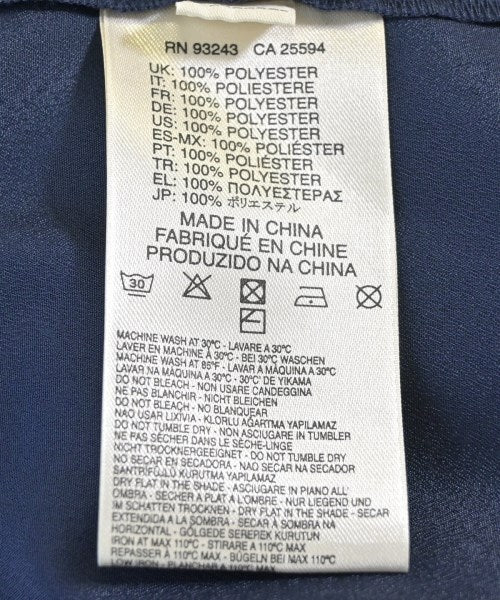 RN 93243 CA 25594
UK: 100% POLYESTER
IT: 100% POLIESTERE
FR: 100% POLYESTER
DE: 100% POLYESTER
US: 100% POLYESTER
ES-MX: 100% POLIÉSTER
PT: 100% POLIÉSTER
TR: 100% POLYESTER
EL: 100% ΠΟΛΥΕΣΤΕΡΑΣ
JP: 100% ポリエステル
MADE IN CHINA
FABRIQUÉ EN CHINE
PRODUZIDO NA CHINA
30
MACHINE WASH AT 30°C - LAVARE A 30°C
LAVER EN MACHINE À 30°C - BEI 30°C WASCHEN
MACHINE WASH AT 85°F - LAVAR A MÁQUINA A 30°C
LAVAR NA MÁQUINA A 30°C - 30°C' DE YIKAMA
DO NOT BLEACH - NON USARE CANDEGGINA
NE PAS BLANCHIR - NICHT BLEICHEN
DO NOT BLEACH - NO BLANQUEAR
NÃO USAR LIXÍVIA - KLORLU AĞARTMA YAPILAMAZ
DO NOT TUMBLE DRY - NON ASCIUGARE IN TUMBLER
NE PAS SÉCHER DANS LE SÈCHE-LINGE
NICHT TROCKNERGEEIGNET - DO NOT TUMBLE DRY
NO SECAR EN SECADORA - NÃO SECAR NA SECADOR
SANTRİFÜJLÜ KURUTMA YAPILAMAZ
DRY FLAT IN THE SHADE - ASCIUGARE IN PIANO ALL'
OMBRA - SÉCHER À PLAT À L'OMBRE - NUR LIEGEND UND
IM SCHATTEN TROCKNEN - DRY FLAT IN THE SHADE
EXTENDIDA A LA SOMBRA - SECAR À SOMBRA NA
HORIZONTAL - GÖLGEDE SEREREK KURUTUN
IRON AT MAX 110°C - STIRARE A 110°C MAX
REPASSER À 110°C MAX - BÜGELN BEI 110°C MAX
LOW IRON - PLANCHAR A 110°C MAX